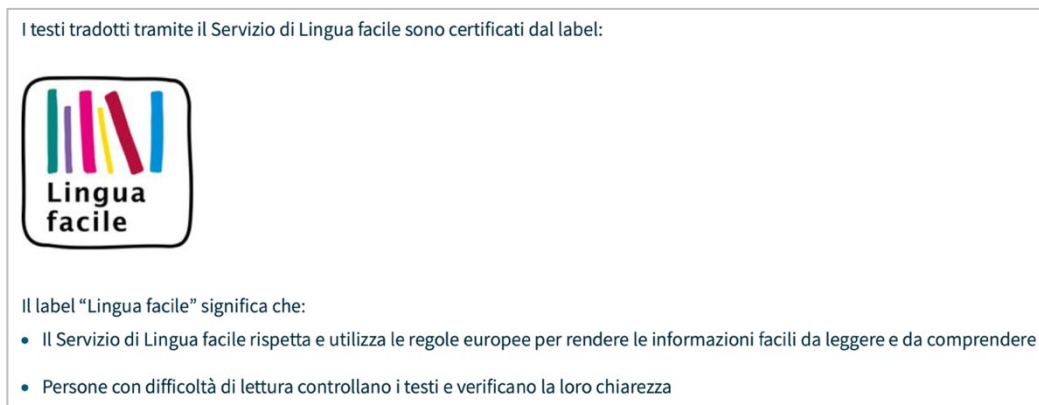 I testi tradotti tramite il Servizio di Lingua facile sono certificati dal label:
Lingua
facile
Il label “Lingua facile” significa che:
• Il Servizio di Lingua facile rispetta e utilizza le regole europee per rendere le informazioni facili da leggere e da comprendere
• Persone con difficoltà di lettura controllano i testi e verificano la loro chiarezza